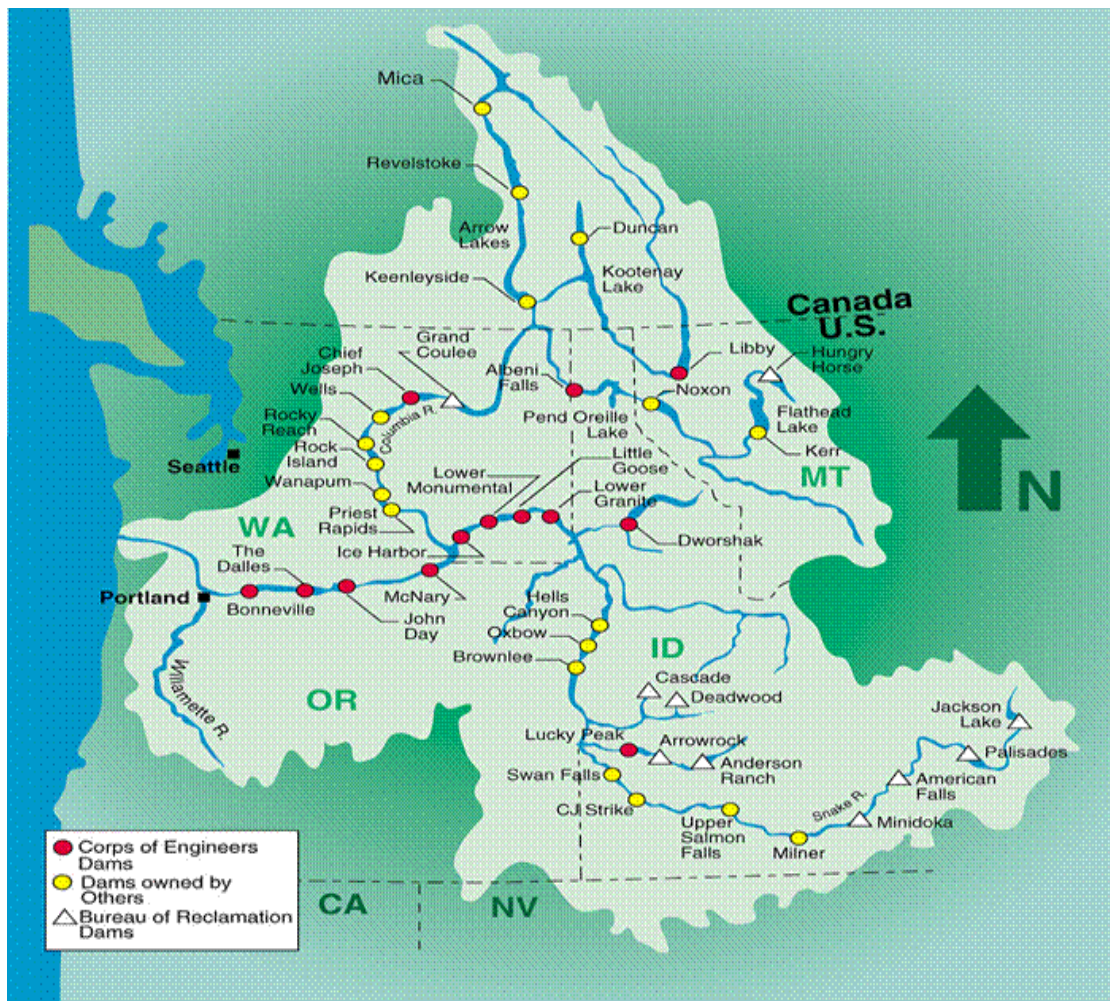 Mica
Revelstoke
Arrow
Lakes
Duncan
Keenleyside
Kootenay
Lake
Canada
U.S.
Grand
Coulee
Chief
Joseph
Libby
Hungry
Horse
Albeni
Falls
Noxon
Wells
Columbia R.
Pend Oreille
Lake
Flathead
Lake
Rocky
Reach
Kerr
Rock
Island
Seattle
Little
Goose
Lower
Monumental
Lower
Granite
MT
N
Wanapum
Priest
Rapids
WA
Ice Harbor
Dworshak
The
Dalles
Portland
Bonneville
McNary
John
Day
Hells
Canyon
Oxbow
Brownlee
ID
Willamette R.
OR
Cascade
Deadwood
Jackson
Lake
Lucky Peak
Arrowrock
Palisades
Swan Falls
Anderson
Ranch
American
Falls
CJ Strike
Snake R.
Upper
Salmon
Falls
Minidoka
Milner
Corps of Engineers
Dams
Dams owned by
Others
Bureau of Reclamation
Dams
CA
NV